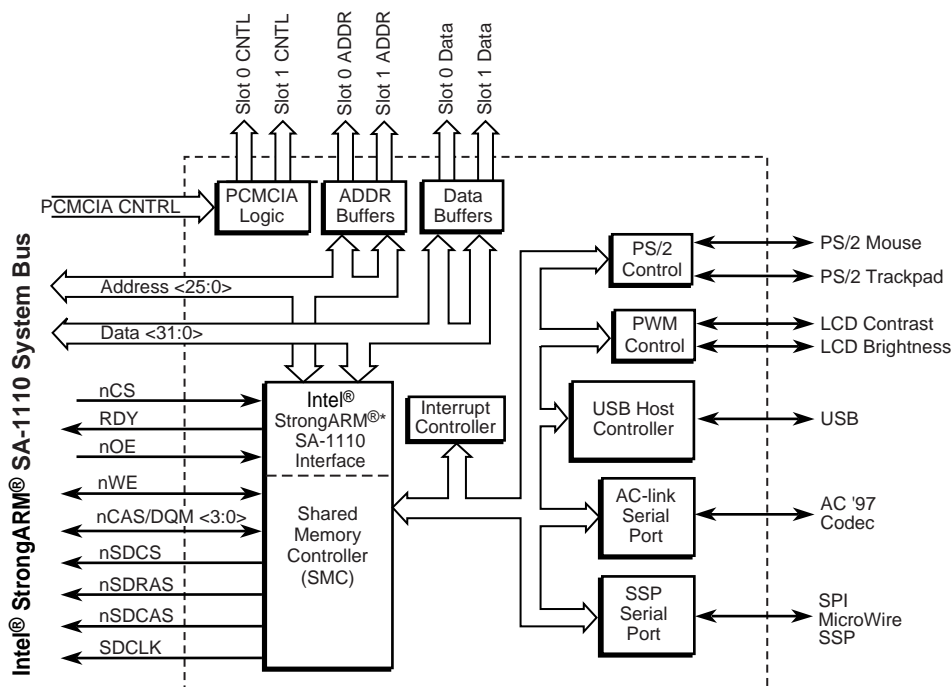 Slot 0 CNTL
Slot 1 CNTL
Slot 0 ADDR
Slot 1 ADDR
Slot 0 Data
Slot 1 Data
Intel® StrongARM® SA-1110 System Bus
PCMCIA CNTRL
PCMCIA
Logic
ADDR
Buffers
Data
Buffers
Address <25:0>
Data <31:0>
nCS
RDY
nOE
nWE
nCAS/DQM <3:0>
nSDCS
nSDRAS
nSDCAS
SDCLK
Intel®
StrongARM®*
SA-1110
Interface
Shared
Memory
Controller
(SMC)
Interrupt
Controller
PS/2
Control
PS/2 Mouse
PS/2 Trackpad
PWM
Control
LCD Contrast
LCD Brightness
USB Host
Controller
USB
AC-link
Serial
Port
AC '97
Codec
SSP
Serial
Port
SPI
MicroWire
SSP